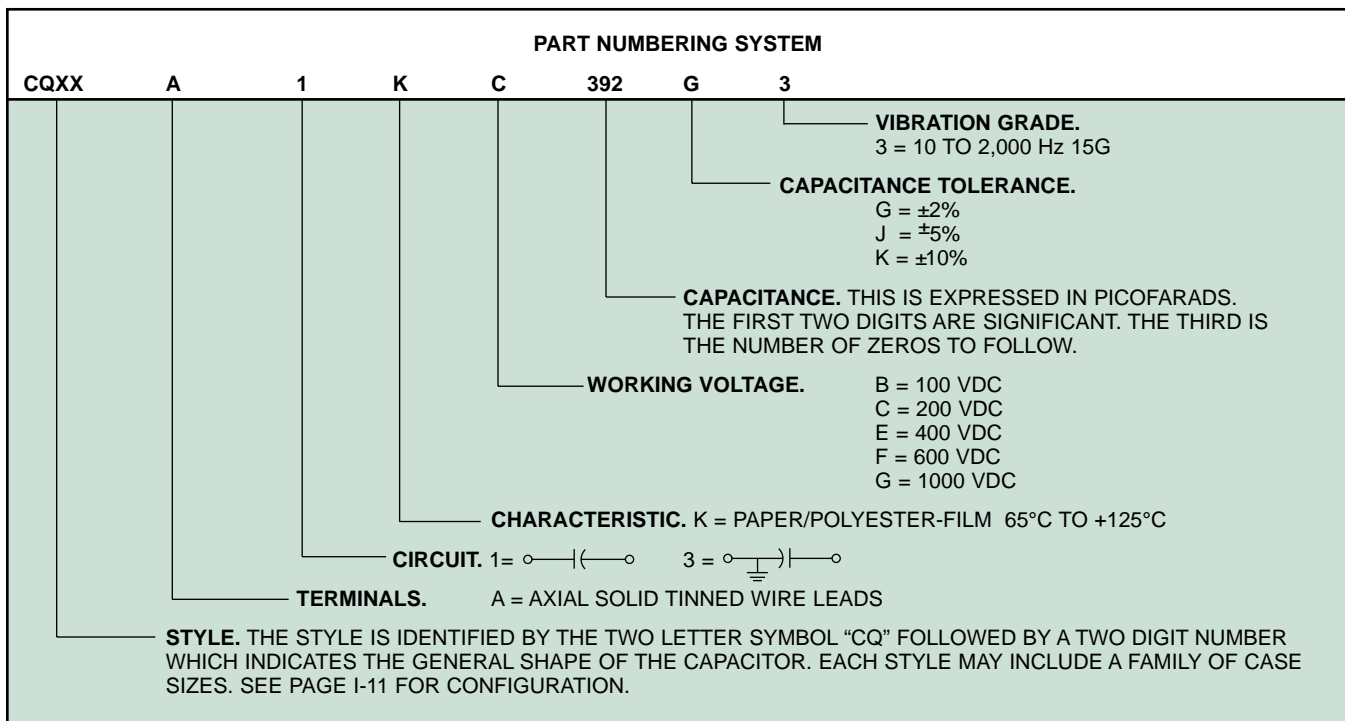 PART NUMBERING SYSTEM
CQXX A 1 K C 392 G 3
VIBRATION GRADE.
3 = 10 TO 2,000 Hz 15G
CAPACITANCE TOLERANCE.
G = ±2%
J = ±5%
K = ±10%
CAPACITANCE. THIS IS EXPRESSED IN PICOFARADS.
THE FIRST TWO DIGITS ARE SIGNIFICANT. THE THIRD IS
THE NUMBER OF ZEROS TO FOLLOW.
WORKING VOLTAGE. B = 100 VDC
C = 200 VDC
E = 400 VDC
F = 600 VDC
G = 1000 VDC
CHARACTERISTIC. K = PAPER/POLYESTER-FILM 65°C TO +125°C
CIRCUIT. 1= 3 =
TERMINALS. A = AXIAL SOLID TINNED WIRE LEADS
STYLE. THE STYLE IS IDENTIFIED BY THE TWO LETTER SYMBOL “CQ” FOLLOWED BY A TWO DIGIT NUMBER
WHICH INDICATES THE GENERAL SHAPE OF THE CAPACITOR. EACH STYLE MAY INCLUDE A FAMILY OF CASE
SIZES. SEE PAGE I-11 FOR CONFIGURATION.